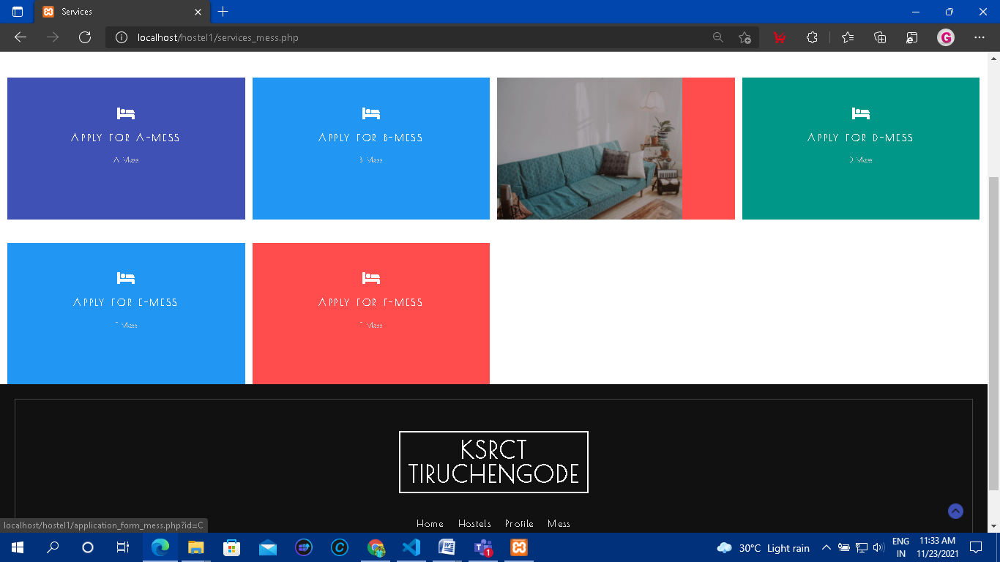 Services
localhost/hostel1/services_mess.php
G
Apply for A-mess
A Mess
Apply for B-mess
B Mess
Apply for D-mess
D Mess
Apply for E-mess
E Mess
Apply for F-mess
F Mess
KSRCT
TIRUCHENGODE
Home Hostels Profile Mess
localhost/hostel1/application_form_mess.php?id=C
1
30°C Light rain
ENG
IN
11:33 AM
11/23/2021